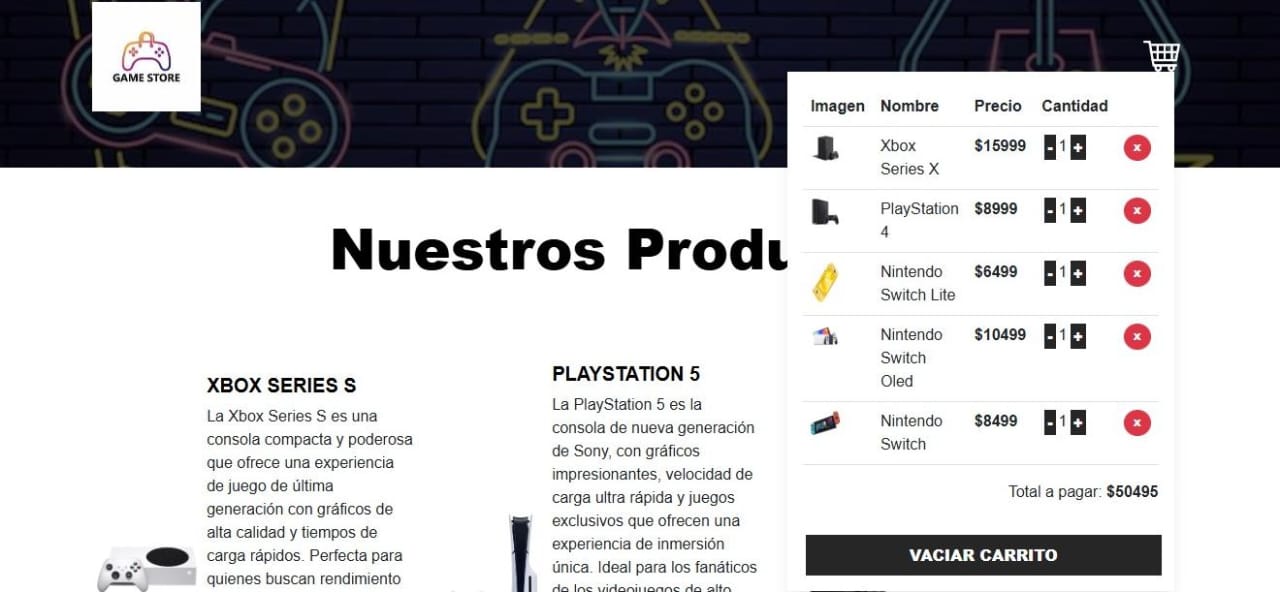 GAME STORE
Imagen Nombre Precio Cantidad
Xbox $15999 - 1 + x
Series X
PlayStation $8999 - 1 + x
4
Nintendo $6499 - 1 + x
Switch Lite
Nintendo $10499 - 1 + x
Switch
Oled
Nintendo $8499 - 1 + x
Switch
Total a pagar: $50495
VACIAR CARRITO
Nuestros Produ
XBOX SERIES S
La Xbox Series S es una
consola compacta y poderosa
que ofrece una experiencia
de juego de última
generación con gráficos de
alta calidad y tiempos de
carga rápidos. Perfecta para
quienes buscan rendimiento
PLAYSTATION 5
La PlayStation 5 es la
consola de nueva generación
de Sony, con gráficos
impresionantes, velocidad de
carga ultra rápida y juegos
exclusivos que ofrecen una
experiencia de inmersión
única. Ideal para los fanáticos
de los videojuegos de alto